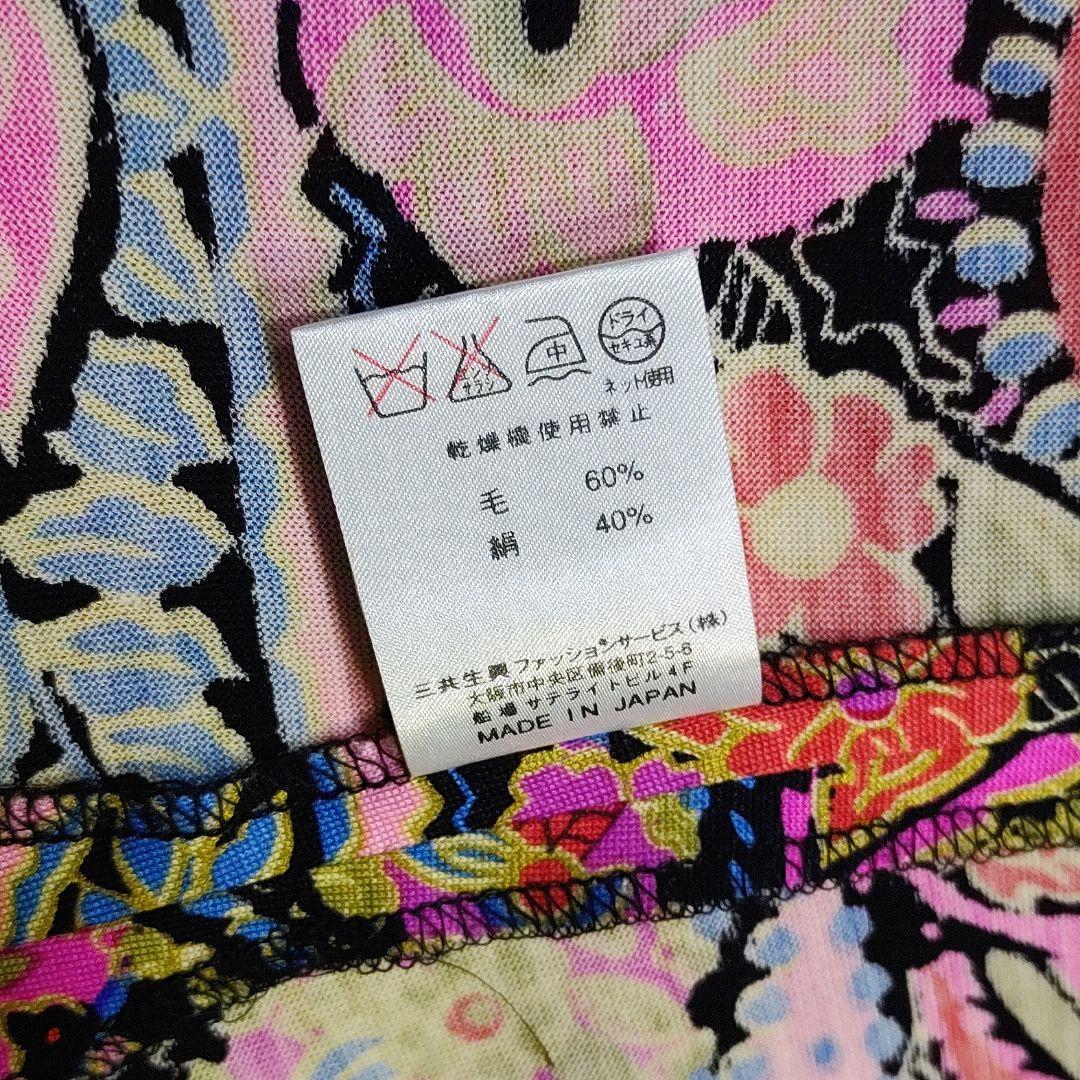 サラシ 中 ドライ
セキユ系
ネット使用
乾燥機使用禁止
毛 60%
絹 40%
三共生興ファッションサービス(株)
大阪市中央区備後町2-5-6
船場サテライトビル4F
MADE IN JAPAN